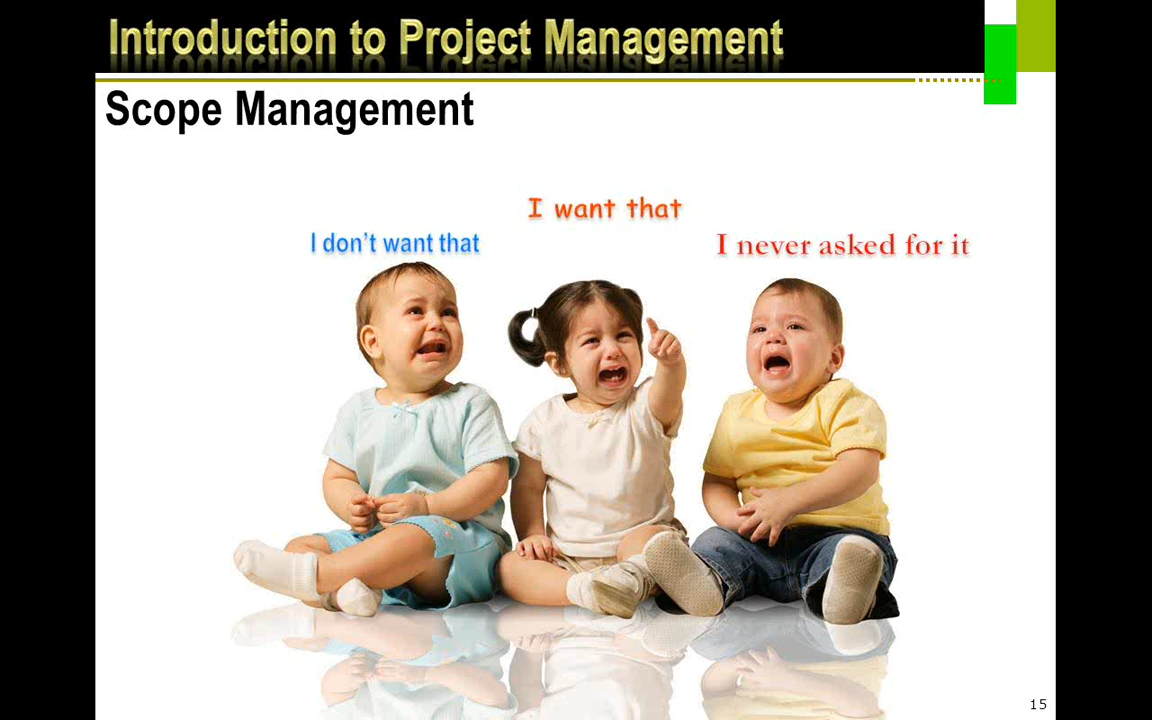 Introduction to Project Management
Scope Management
I want that
I don't want that
I never asked for it
15